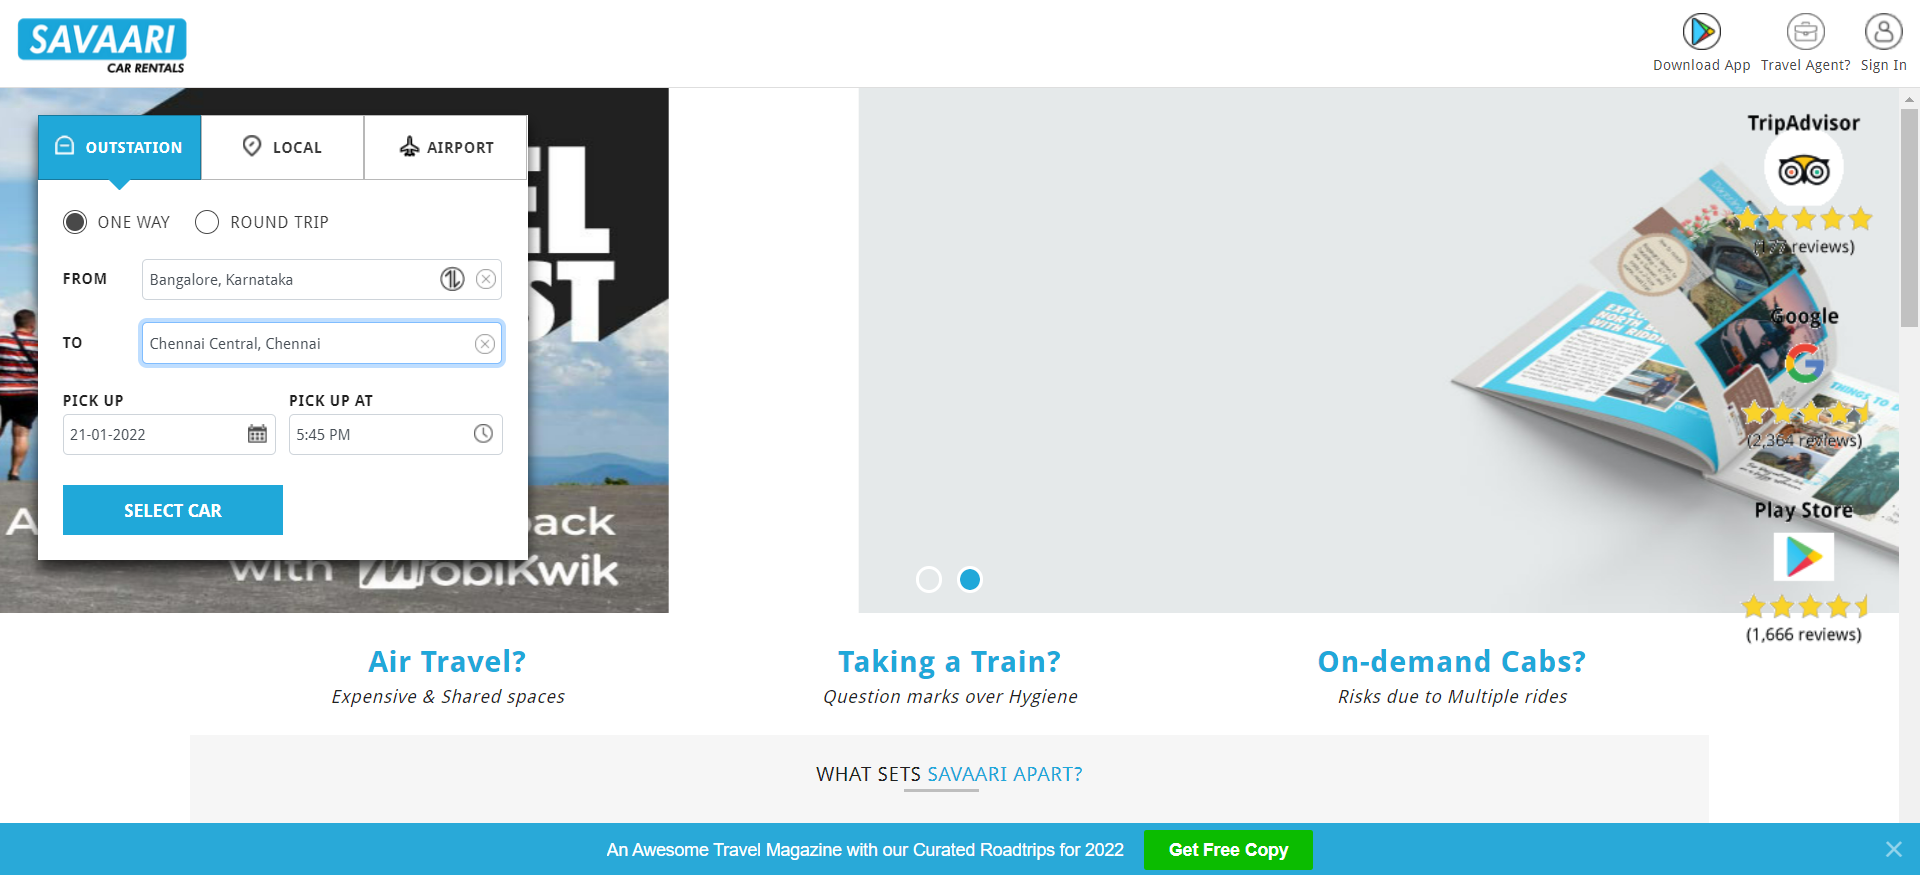 SAVAARI
CAR RENTALS
Download App
Travel Agent?
Sign In
OUTSTATION
LOCAL
AIRPORT
ONE WAY
ROUND TRIP
FROM
Bangalore, Karnataka
TO
Chennai Central, Chennai
PICK UP
PICK UP AT
21-01-2022
5:45 PM
SELECT CAR
with MobiKwik
TripAdvisor
(177 reviews)
Google
(2,364 reviews)
Play Store
(1,666 reviews)
Air Travel?
Expensive & Shared spaces
Taking a Train?
Question marks over Hygiene
On-demand Cabs?
Risks due to Multiple rides
WHAT SETS SAVAARI APART?
An Awesome Travel Magazine with our Curated Roadtrips for 2022
Get Free Copy